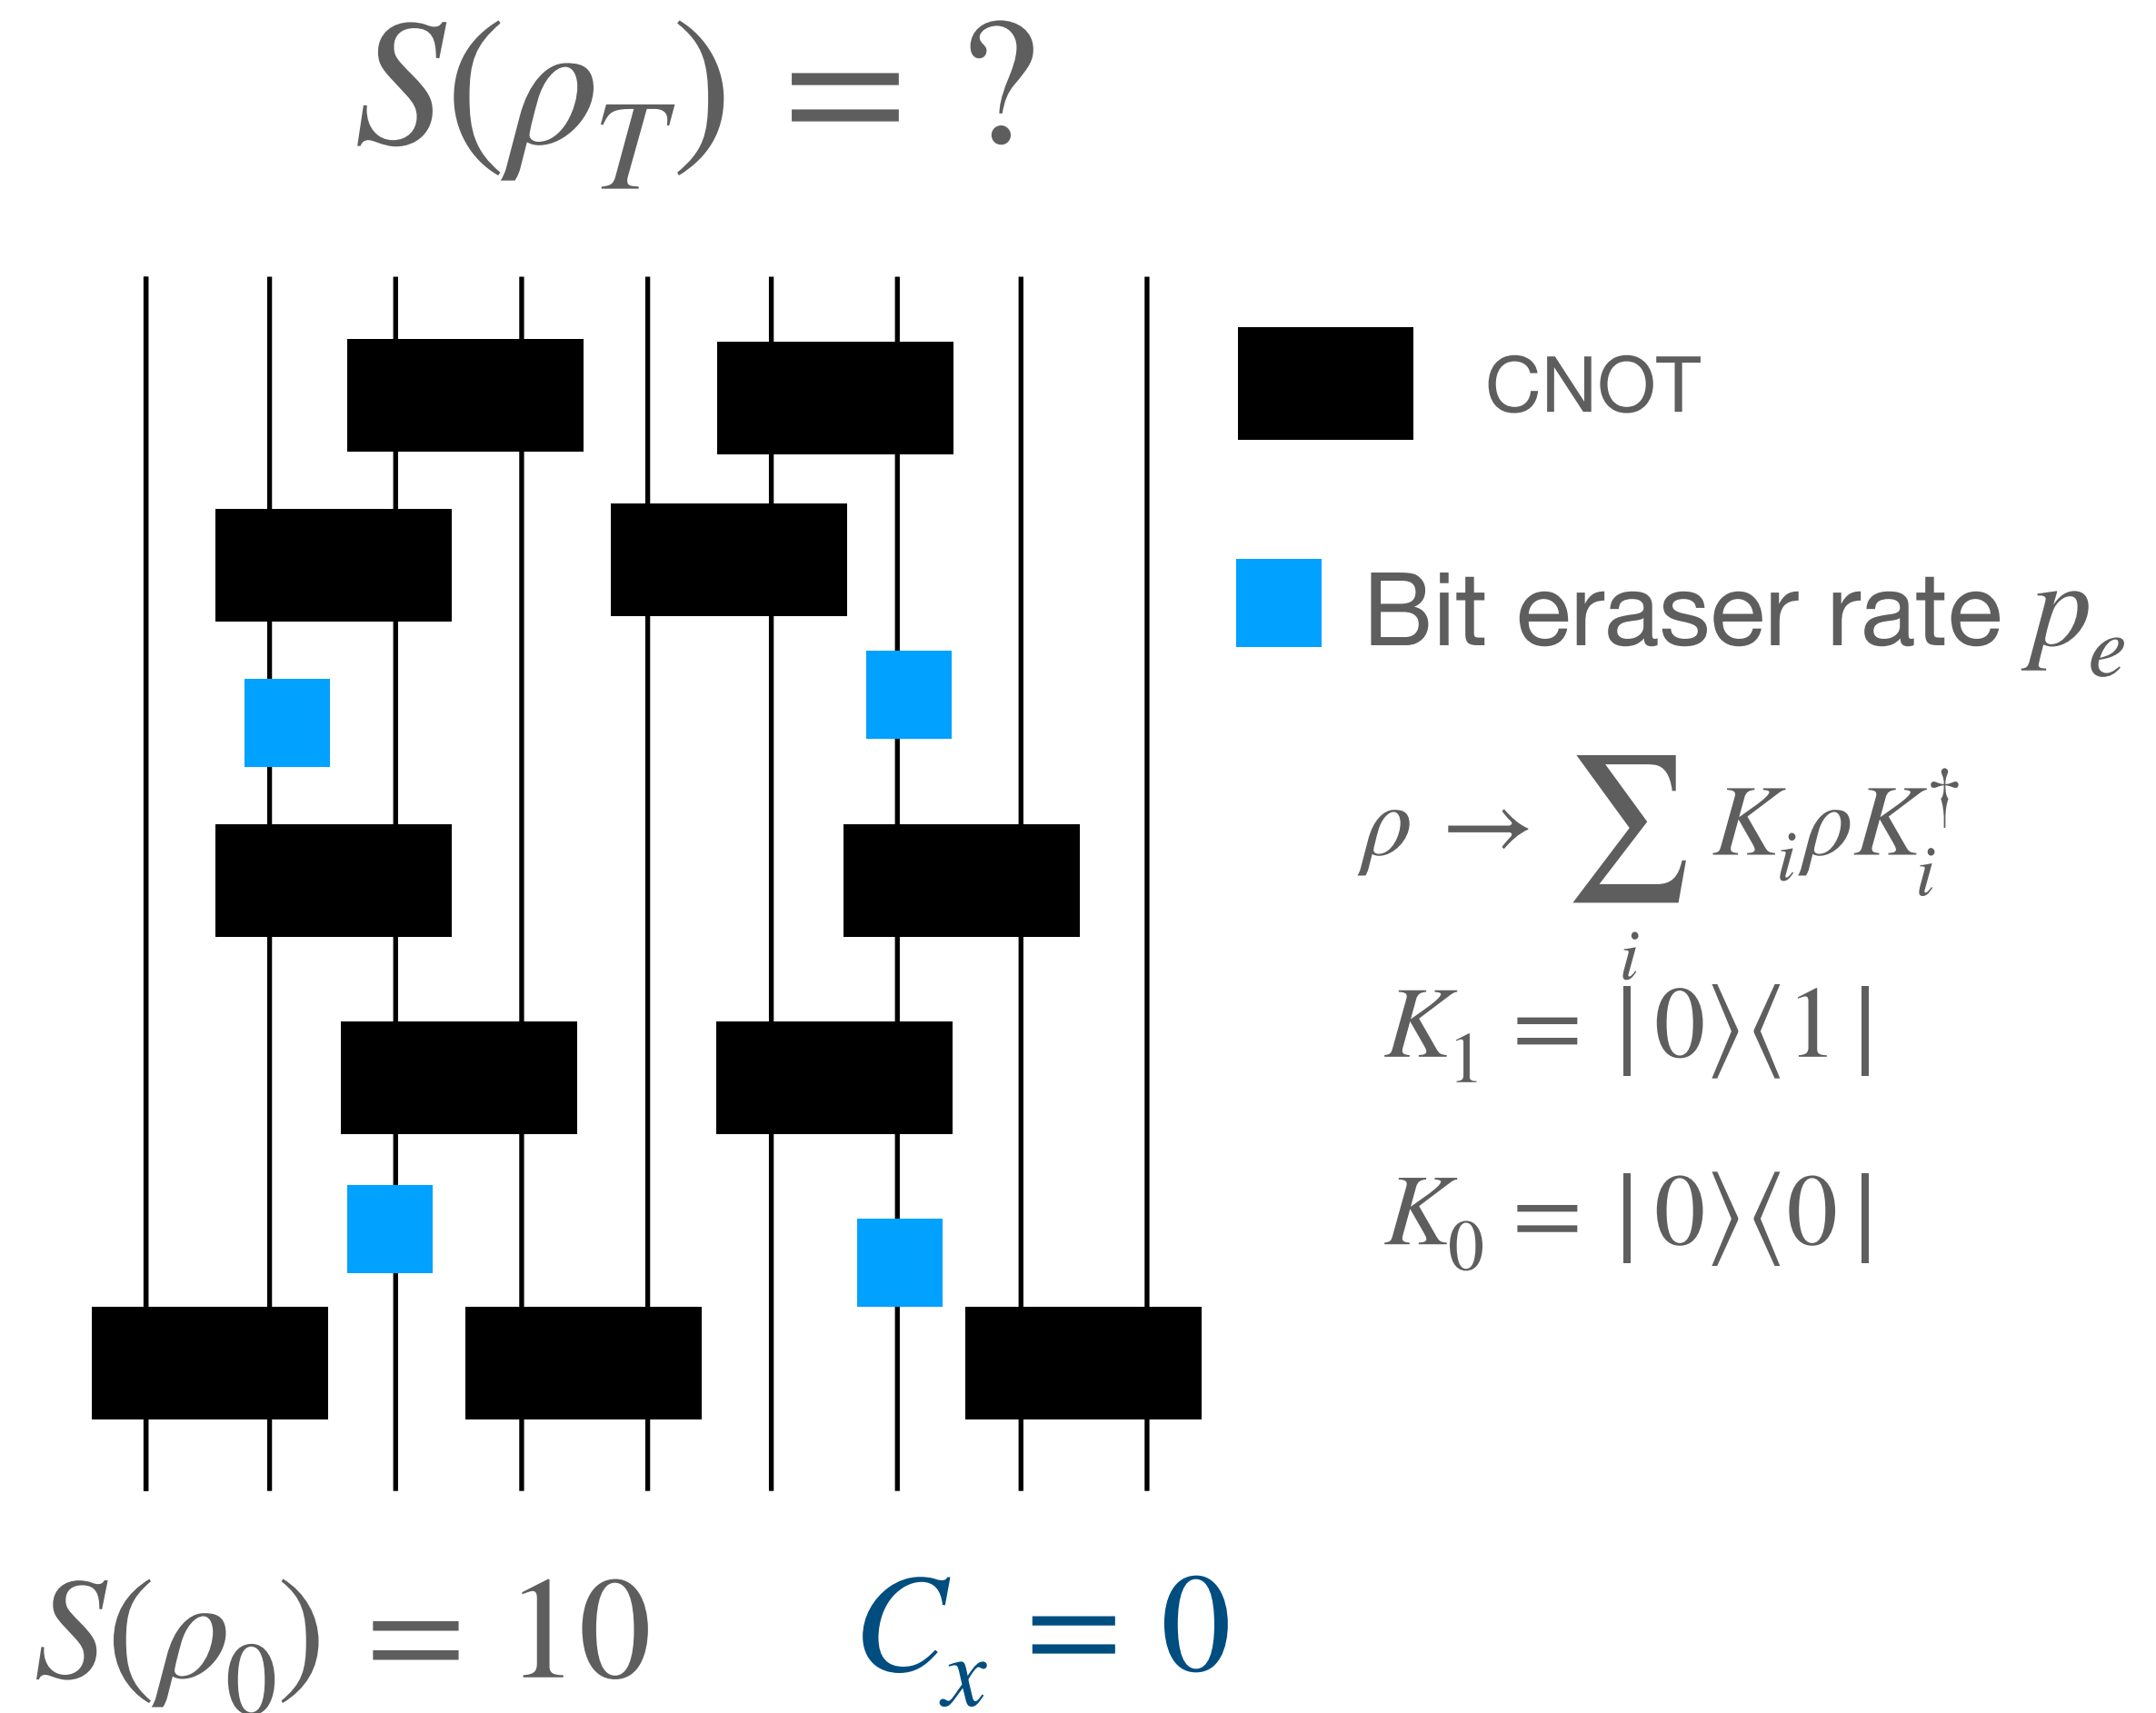 S(ρ_T) = ?
CNOT
Bit eraser rate p_e
ρ → ∑_i K_i ρ K_i^†
K_1 = |0⟩⟨1|
K_0 = |0⟩⟨0|
S(ρ_0) = 10
C_x = 0